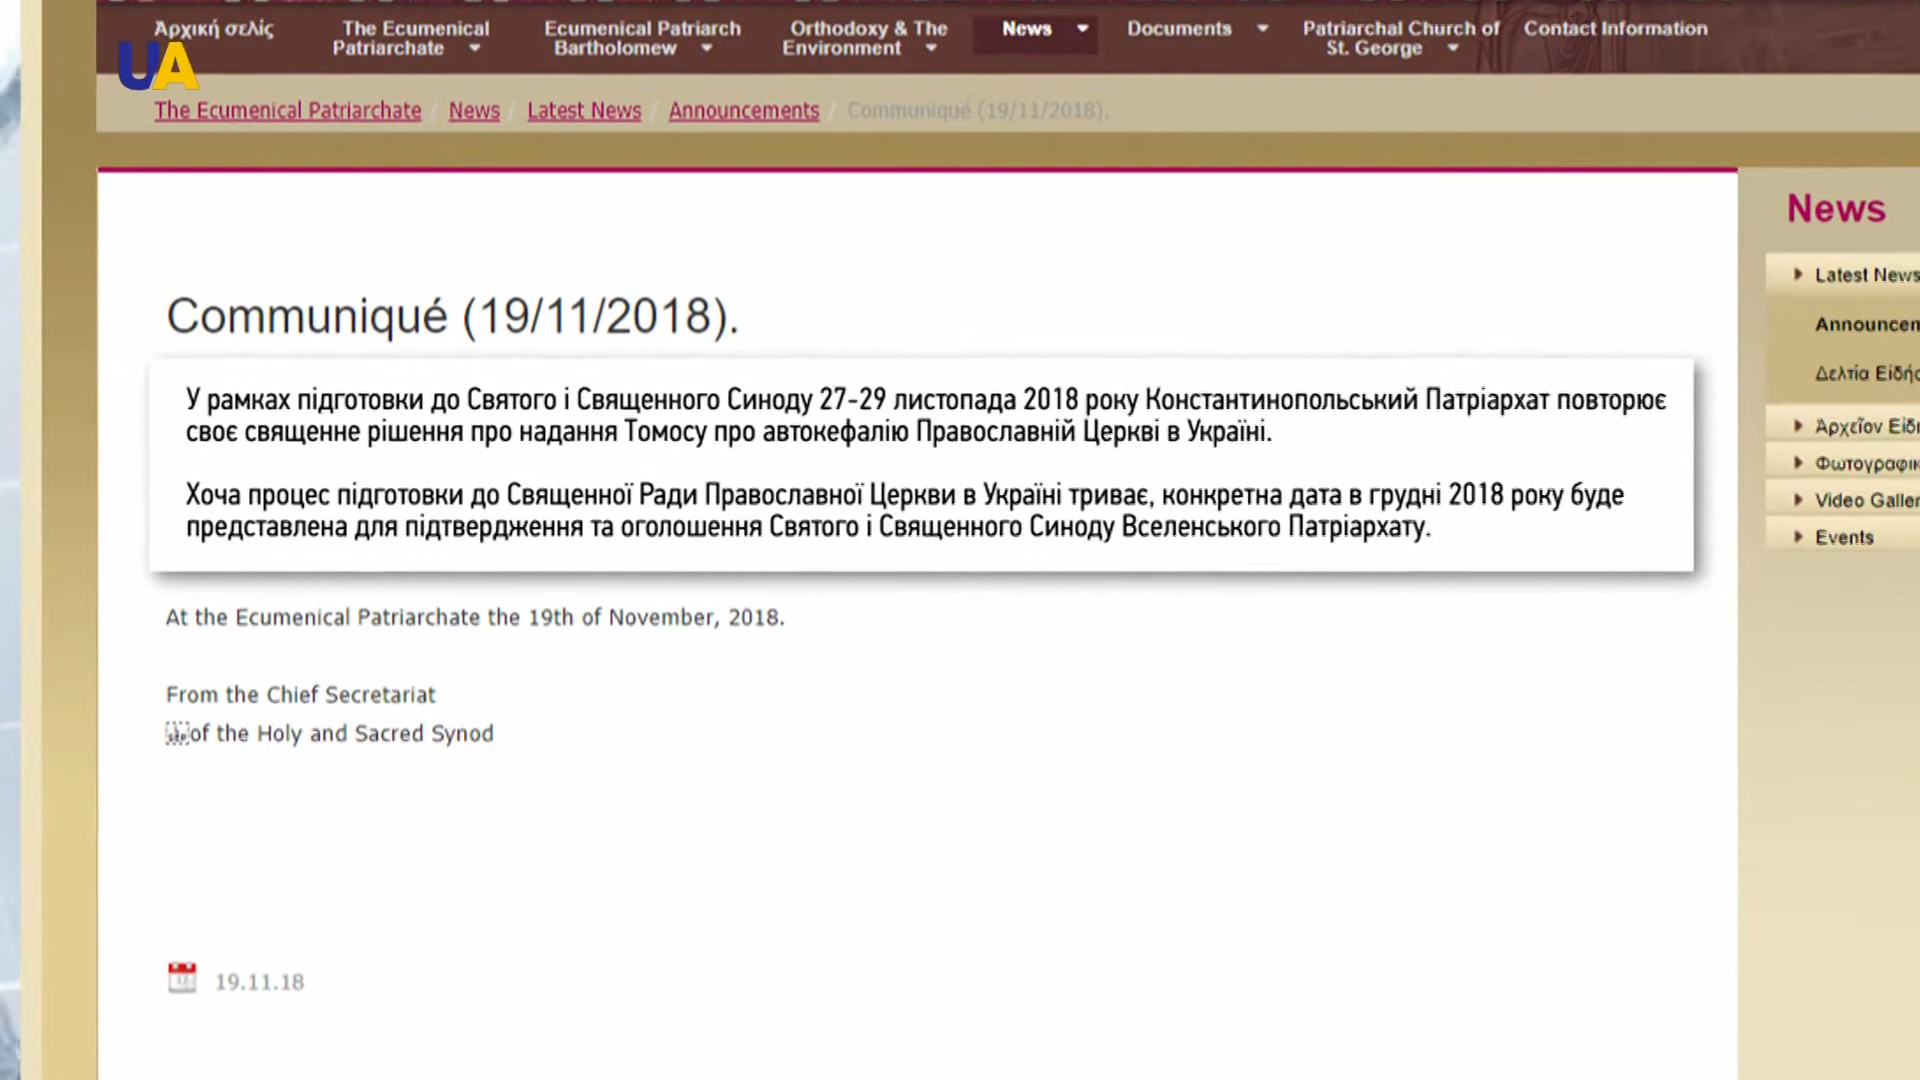 Ἀρχική σελίς
The Ecumenical
Patriarchate
Ecumenical Patriarch
Bartholomew
Orthodoxy & The
Environment
News
Documents
Patriarchal Church of
St. George
Contact Information
UA
The Ecumenical Patriarchate / News / Latest News / Announcements / Communiqué (19/11/2018).
Communiqué (19/11/2018).
У рамках підготовки до Святого і Священного Синоду 27-29 листопада 2018 року Константинопольський Патріархат повторює
своє священне рішення про надання Томосу про автокефалію Православній Церкві в Україні.
Хоча процес підготовки до Священної Ради Православної Церкви в Україні триває, конкретна дата в грудні 2018 року буде
представлена для підтвердження та оголошення Святого і Священного Синоду Вселенського Патріархату.
At the Ecumenical Patriarchate the 19th of November, 2018.
From the Chief Secretariat
of the Holy and Sacred Synod
19.11.18
News
Latest News
Announcem
Δελτία Εἰδήσ
Ἀρχεῖον Εἰδη
Φωτογραφικ
Video Galler
Events